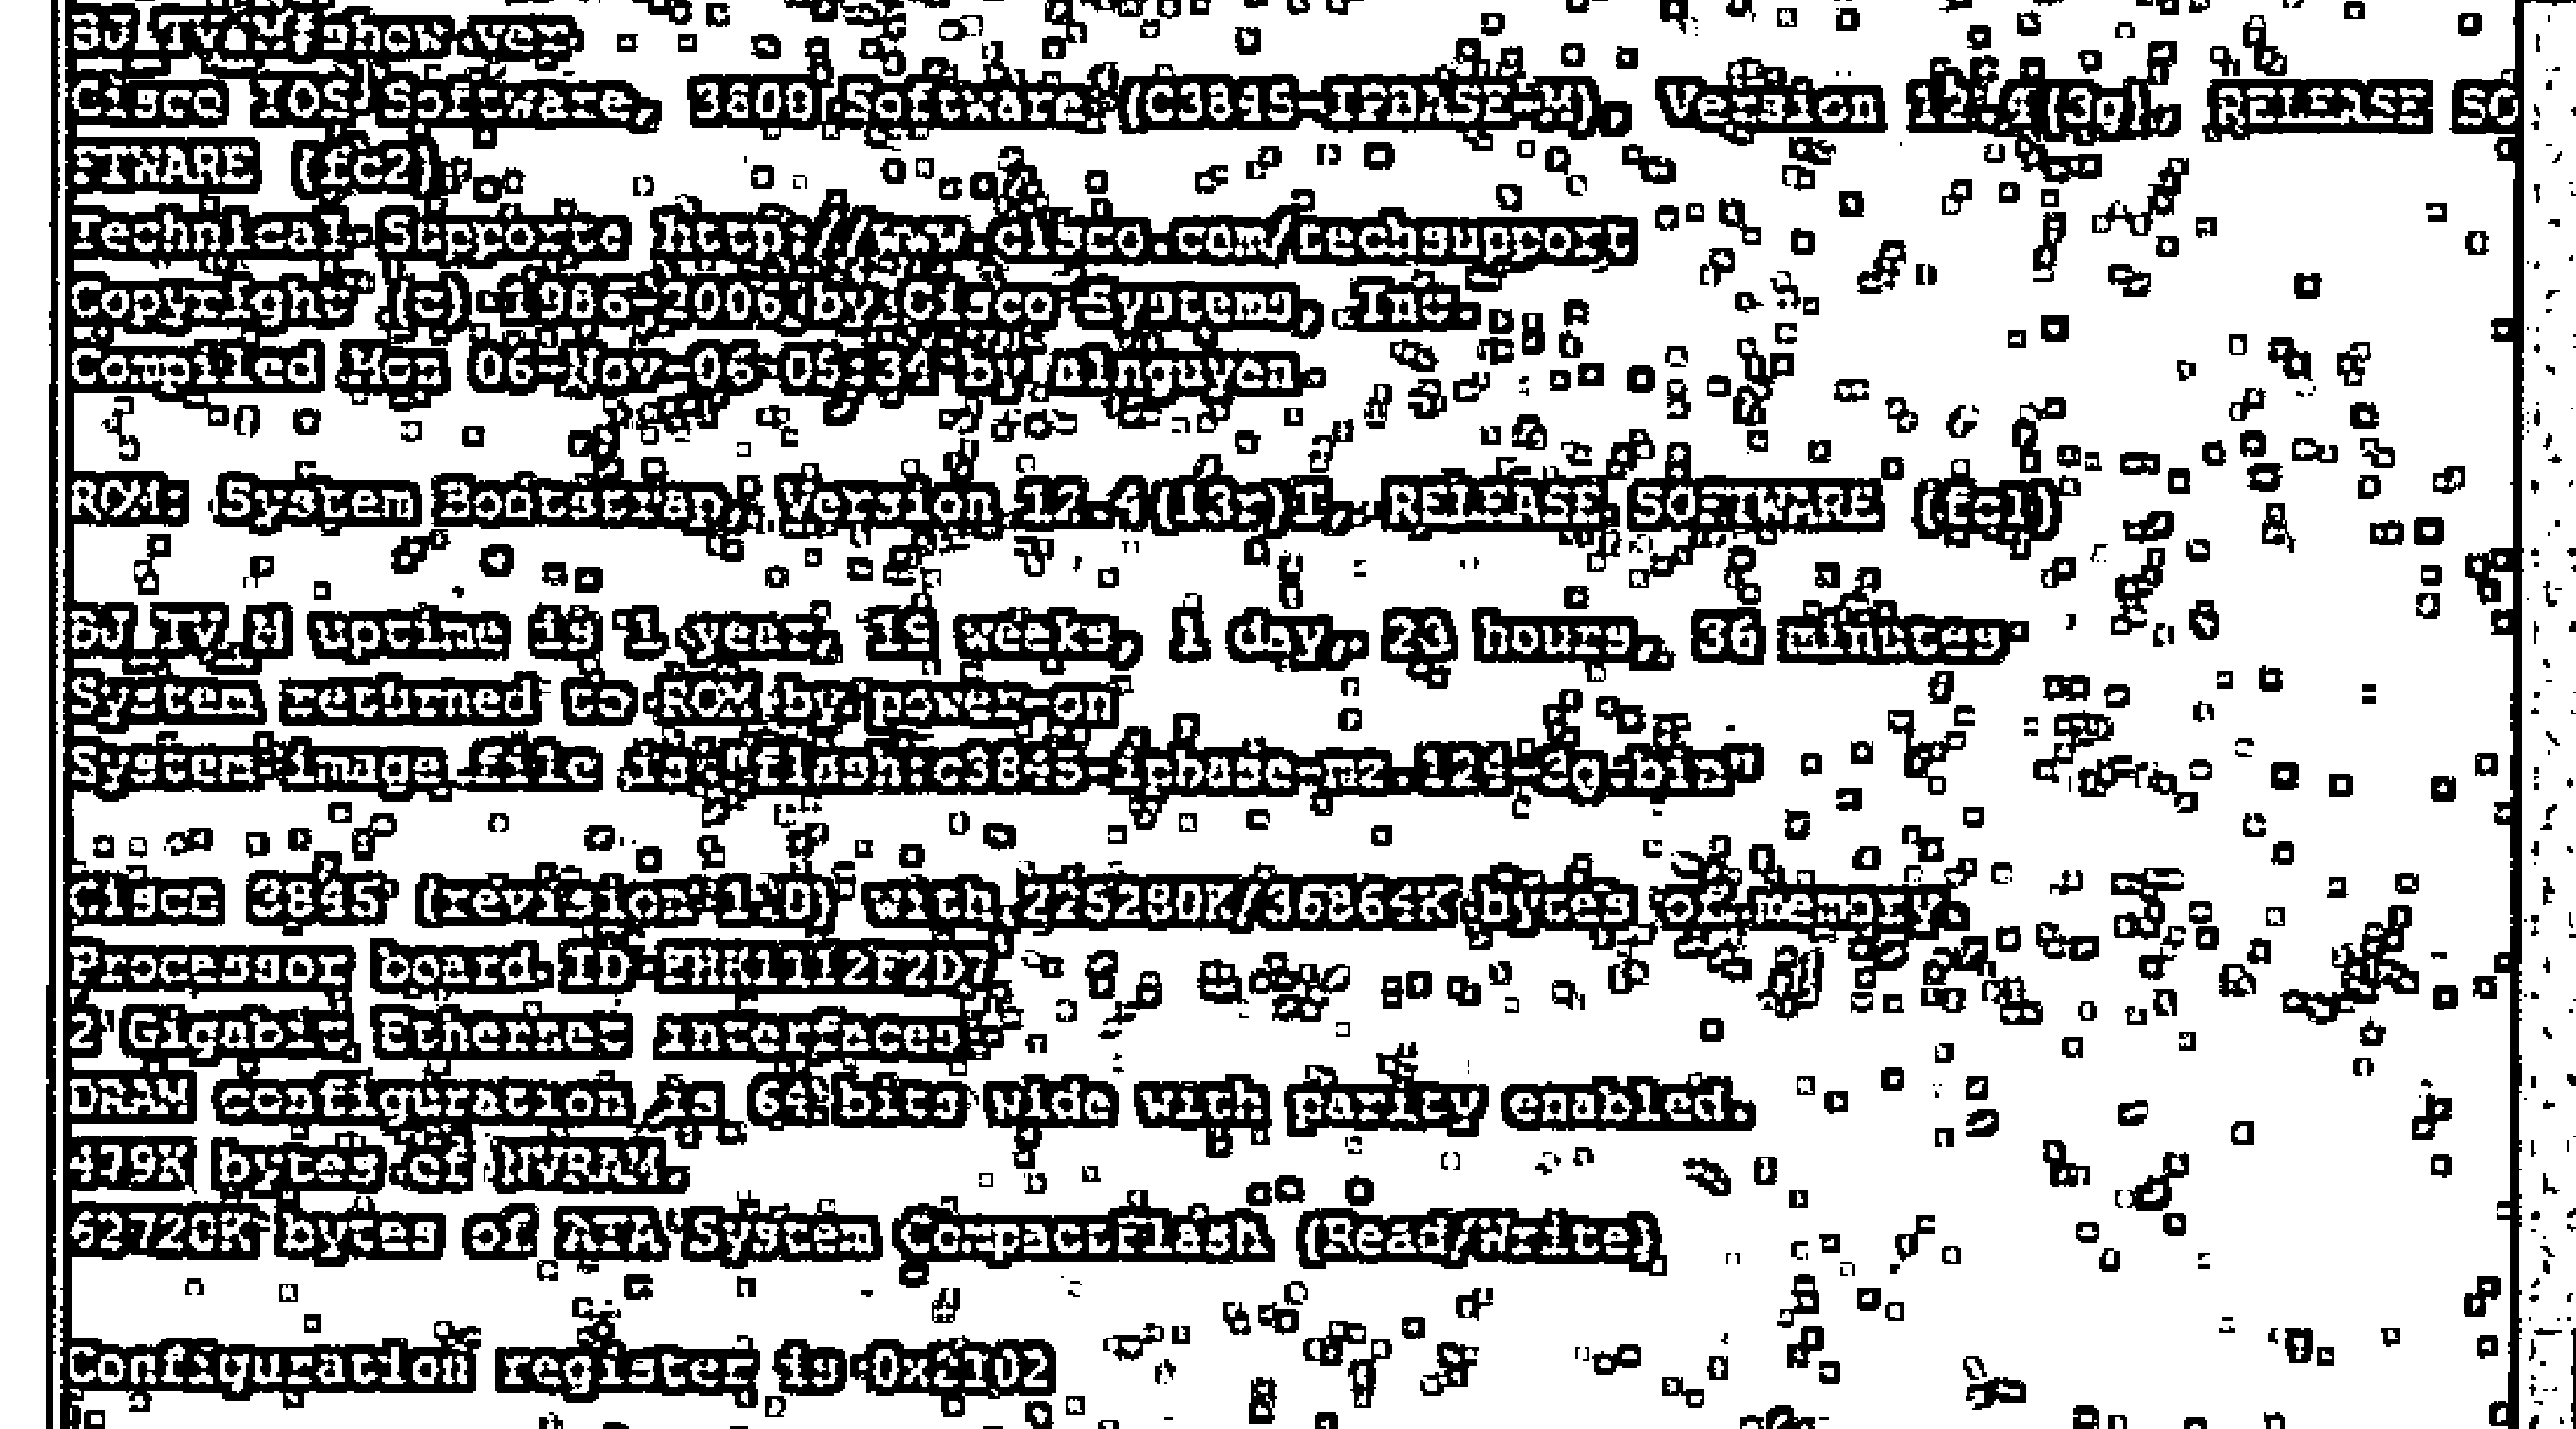 show ver
Cisco IOS Software, 3800 Software (C3845-IPBASE-M), Version 12.4(3g), RELEASE SO
FTWARE (fc2)
Technical Support: http://www.cisco.com/techsupport
Copyright (c) 1986-2006 by Cisco Systems, Inc.
Compiled Mon 06-Nov-06 05:34 by alnguyen
ROM: System Bootstrap, Version 12.4(13r)T, RELEASE SOFTWARE (fc1)
uptime is 1 year, weeks, 1 day, 23 hours, 36 minutes
System returned to ROM by power-on
System image file is "flash:c3845-ipbase-mz.124-3g.bin"
Cisco 3845 (revision 1.0) with 225280K/36864K bytes of memory.
Processor board ID
2 Gigabit Ethernet interfaces
DRAM configuration is 64 bits wide with parity enabled.
479K bytes of NVRAM.
62720K bytes of ATA System CompactFlash (Read/Write)
Configuration register is 0x2102